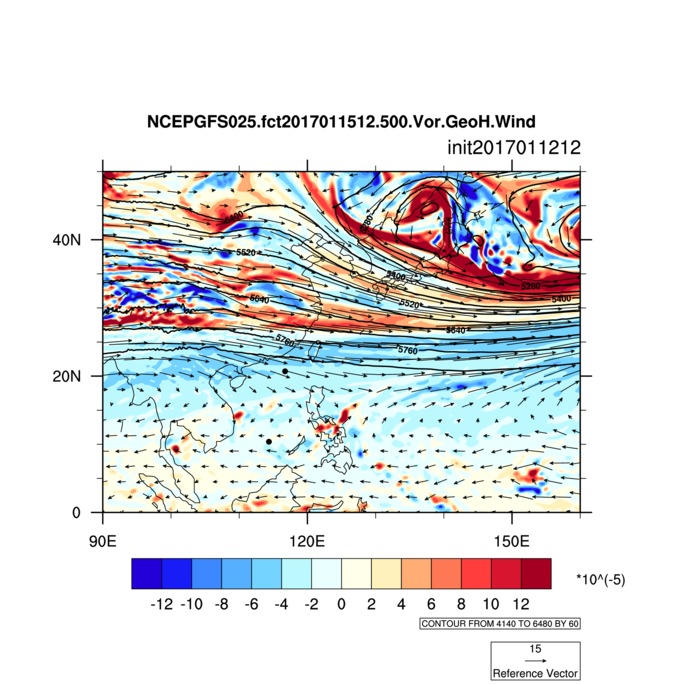 NCEPGFS025.fct2017011512.500.Vor.GeoH.Wind
init2017011212
40N
20N
0
90E 120E 150E
5400
5520
5640
5760
5280
5400
5520
5640
5760
5280
5400
-12 -10 -8 -6 -4 -2 0 2 4 6 8 10 12
*10^(-5)
CONTOUR FROM 4140 TO 6480 BY 60
15
Reference Vector